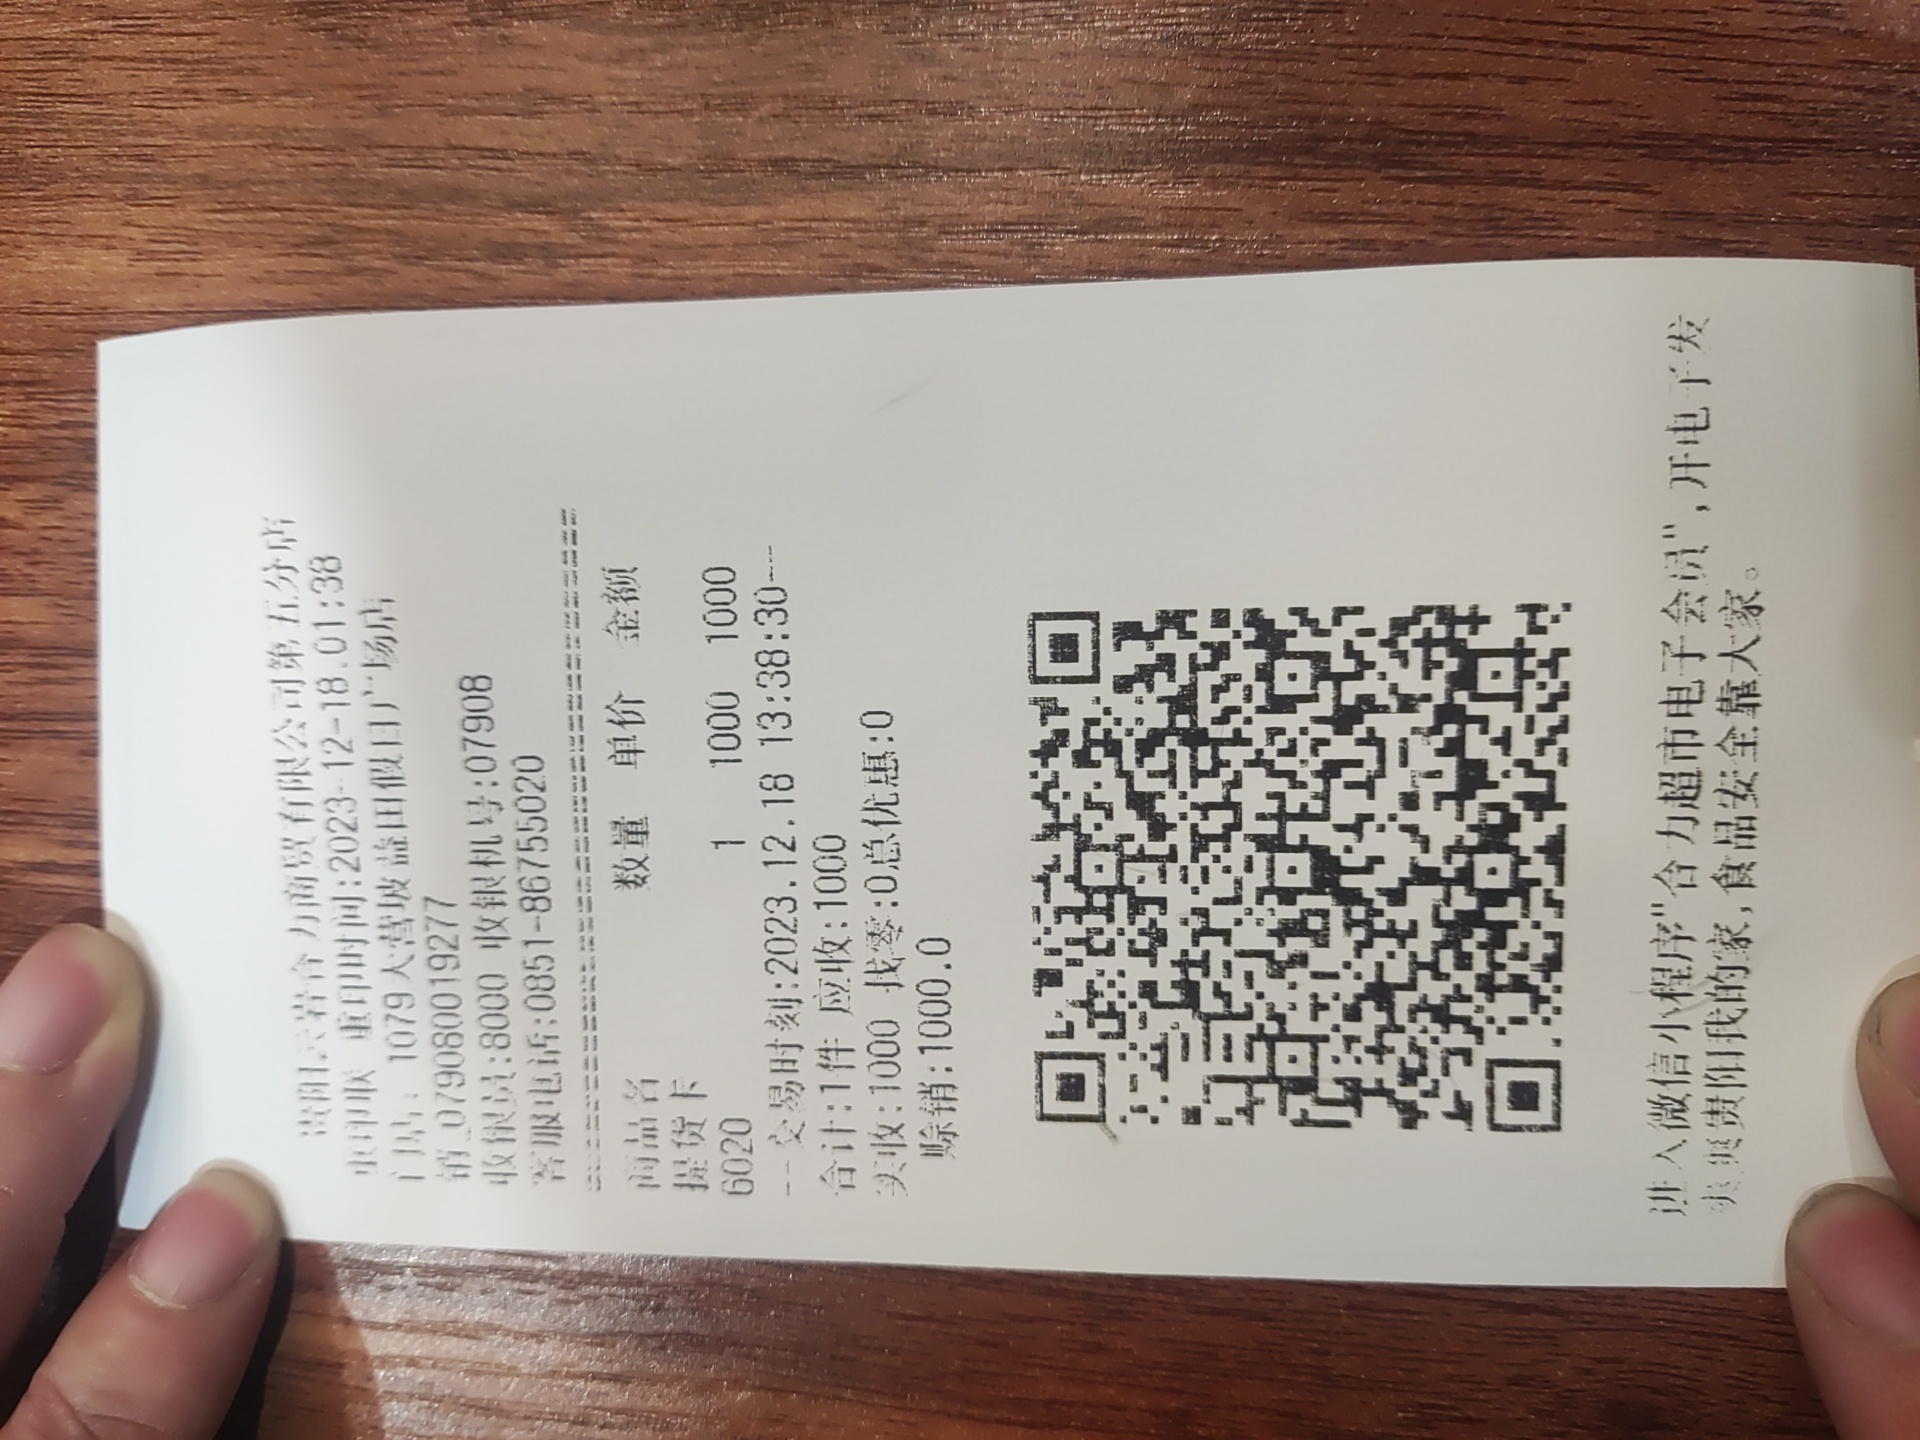 贵阳云岩合力商贸有限公司第五分店
重印联 重印时间:2023-12-18.01:38
门店: 1079大营坡益田假日广场店
销_079080019277
收银员:8000 收银机号:07908
客服电话:0851-86755020
商品名 数量 单价 金额
提货卡
6020 1 1000 1000
--交易时刻:2023.12.18 13:38:30---
合计:1件 应收:1000
实收:1000 找零:0总优惠:0
赊销:1000.0
进入微信小程序"合力超市电子会员",开电子发
爽爽贵阳我的家,食品安全靠大家。